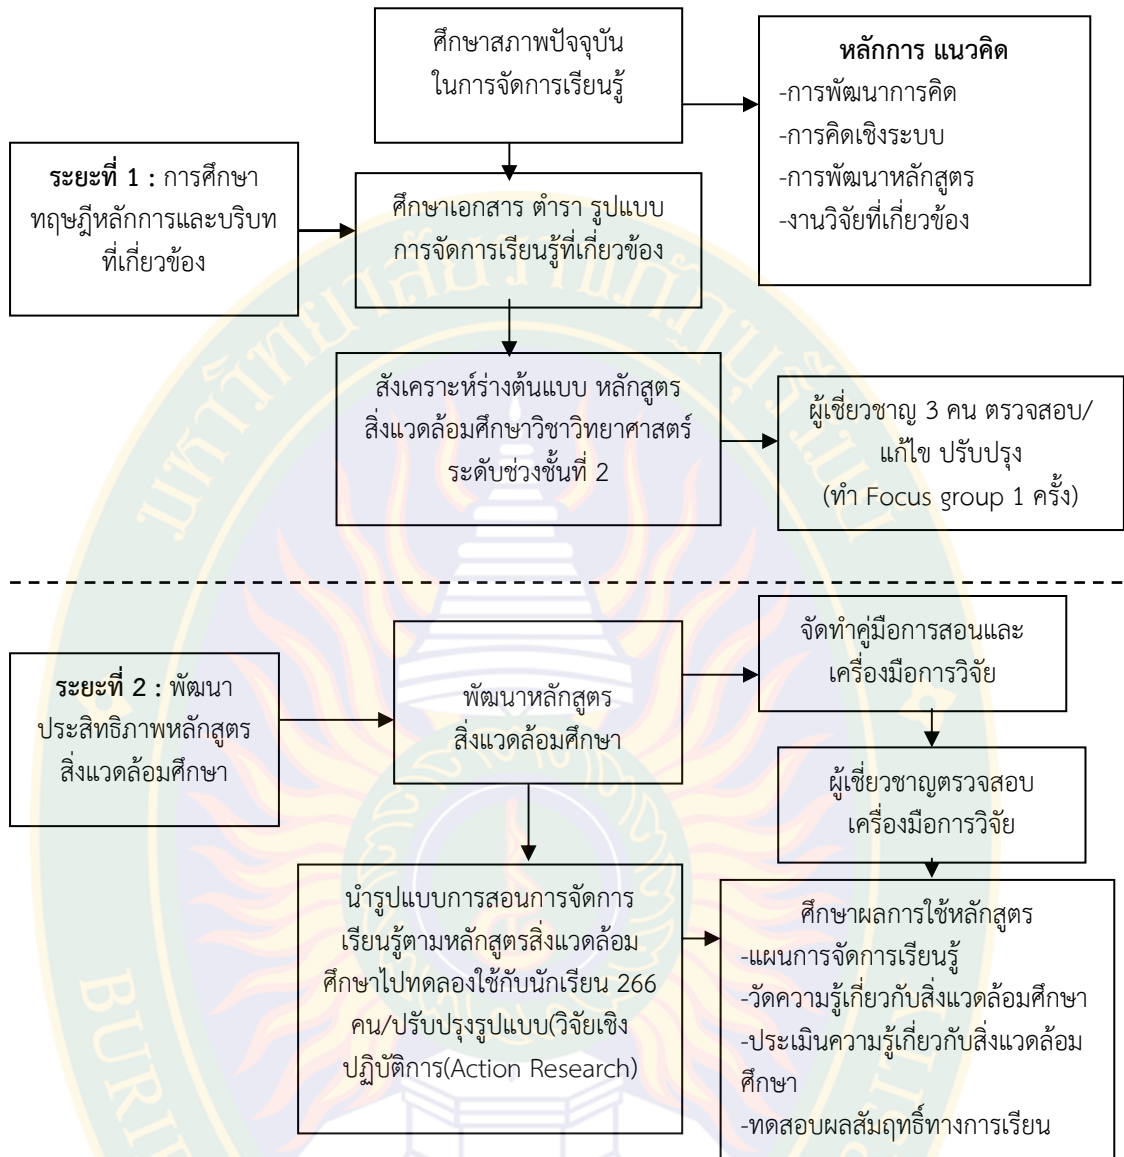 ศึกษาสภาพปัจจุบัน
ในการจัดการเรียนรู้
หลักการ แนวคิด
-การพัฒนาการคิด
-การคิดเชิงระบบ
-การพัฒนาหลักสูตร
-งานวิจัยที่เกี่ยวข้อง
ระยะที่ 1 : การศึกษา
ทฤษฎีหลักการและบริบท
ที่เกี่ยวข้อง
ศึกษาเอกสาร ตำรา รูปแบบ
การจัดการเรียนรู้ที่เกี่ยวข้อง
สังเคราะห์ร่างต้นแบบ หลักสูตร
สิ่งแวดล้อมศึกษาวิชาวิทยาศาสตร์
ระดับช่วงชั้นที่ 2
ผู้เชี่ยวชาญ 3 คน ตรวจสอบ/
แก้ไข ปรับปรุง
(ทำ Focus group 1 ครั้ง)
ระยะที่ 2 : พัฒนา
ประสิทธิภาพหลักสูตร
สิ่งแวดล้อมศึกษา
พัฒนาหลักสูตร
สิ่งแวดล้อมศึกษา
จัดทำคู่มือการสอนและ
เครื่องมือการวิจัย
ผู้เชี่ยวชาญตรวจสอบ
เครื่องมือการวิจัย
นำรูปแบบการสอนการจัดการ
เรียนรู้ตามหลักสูตรสิ่งแวดล้อม
ศึกษาไปทดลองใช้กับนักเรียน 266
คน/ปรับปรุงรูปแบบ(วิจัยเชิง
ปฏิบัติการ(Action Research)
ศึกษาผลการใช้หลักสูตร
-แผนการจัดการเรียนรู้
-วัดความรู้เกี่ยวกับสิ่งแวดล้อมศึกษา
-ประเมินความรู้เกี่ยวกับสิ่งแวดล้อม
ศึกษา
-ทดสอบผลสัมฤทธิ์ทางการเรียน